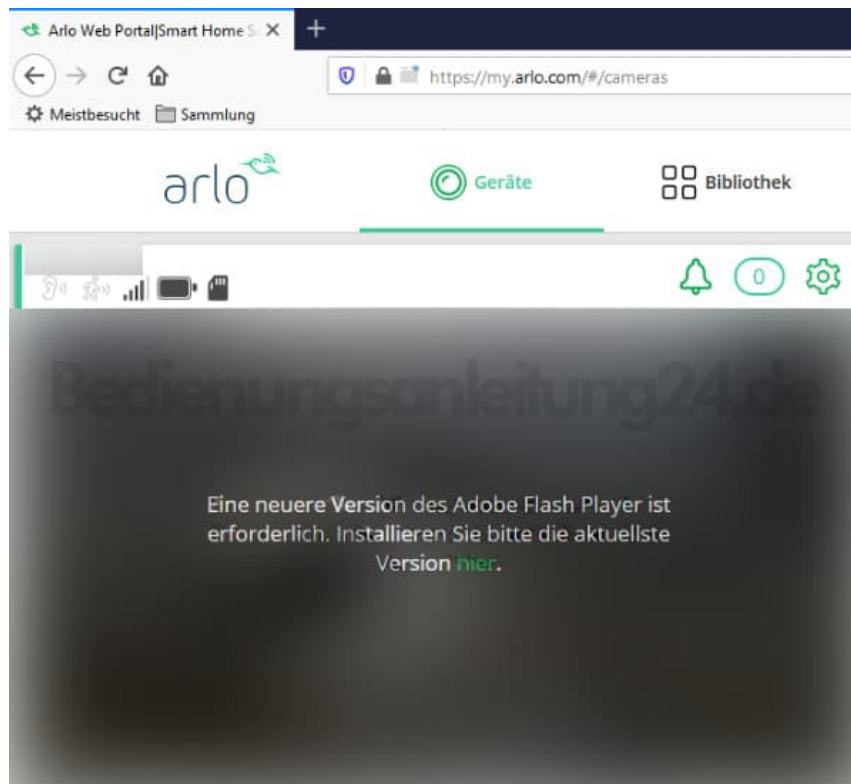 Arlo Web Portal|Smart Home S
https://my.arlo.com/#/cameras
Meistbesucht Sammlung
arlo Geräte Bibliothek
0
Bedienungsanleitung24.de
Eine neuere Version des Adobe Flash Player ist
erforderlich. Installieren Sie bitte die aktuellste
Version hier.